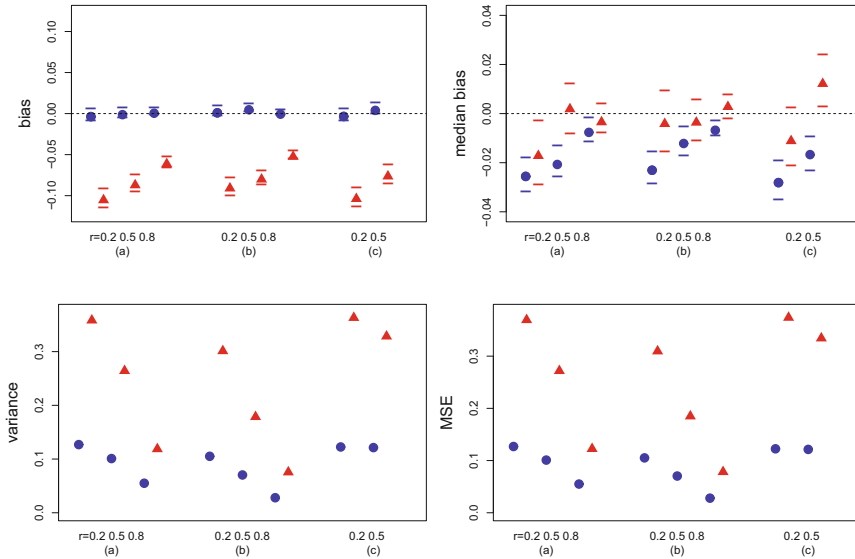 bias
0.10
0.05
0.00
−0.05
−0.10
r=0.2 0.5 0.8
(a)
0.2 0.5 0.8
(b)
0.2 0.5
(c)
median bias
0.04
0.02
0.00
−0.02
−0.04
r=0.2 0.5 0.8
(a)
0.2 0.5 0.8
(b)
0.2 0.5
(c)
variance
0.3
0.2
0.1
0.0
r=0.2 0.5 0.8
(a)
0.2 0.5 0.8
(b)
0.2 0.5
(c)
MSE
0.3
0.2
0.1
0.0
r=0.2 0.5 0.8
(a)
0.2 0.5 0.8
(b)
0.2 0.5
(c)